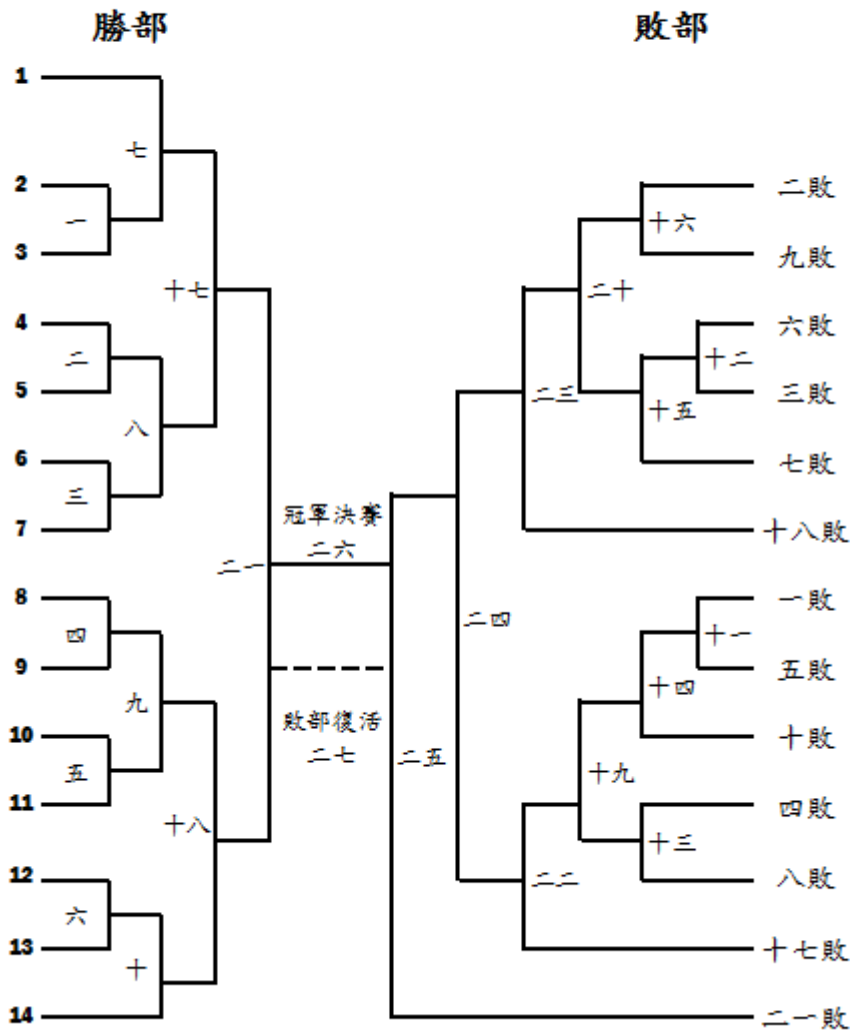 勝部
1
七
2
一
3
十七
4
二
5
八
6
三
7
二一
8
四
9
九
10
五
11
十八
12
六
13
十
14
冠軍決賽
二六
敗部復活
二七
敗部
二敗
十六
九敗
二十
六敗
十二
三敗
二三
十五
七敗
十八敗
二四
一敗
十一
五敗
十四
十敗
二五
十九
四敗
十三
八敗
二二
十七敗
二一敗